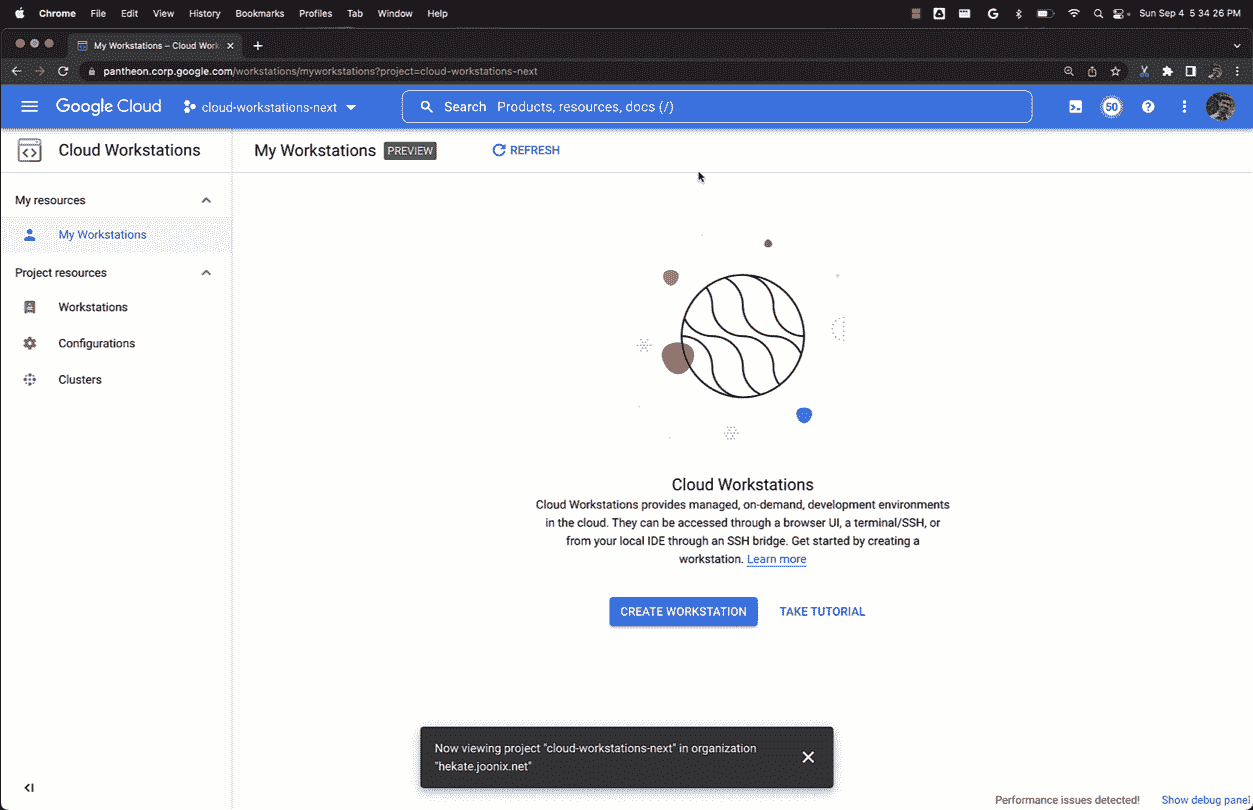 Chrome File Edit View History Bookmarks Profiles Tab Window Help Sun Sep 4 5 34 26 PM
My Workstations – Cloud Work
pantheon.corp.google.com/workstations/myworkstations?project=cloud-workstations-next
Google Cloud cloud-workstations-next Search Products, resources, docs (/) 50
Cloud Workstations My Workstations PREVIEW REFRESH
My resources
My Workstations
Project resources
Workstations
Configurations
Clusters
Cloud Workstations
Cloud Workstations provides managed, on-demand, development environments
in the cloud. They can be accessed through a browser UI, a terminal/SSH, or
from your local IDE through an SSH bridge. Get started by creating a
workstation. Learn more
CREATE WORKSTATION TAKE TUTORIAL
Now viewing project "cloud-workstations-next" in organization
"hekate.joonix.net"
Performance issues detected! Show debug panel